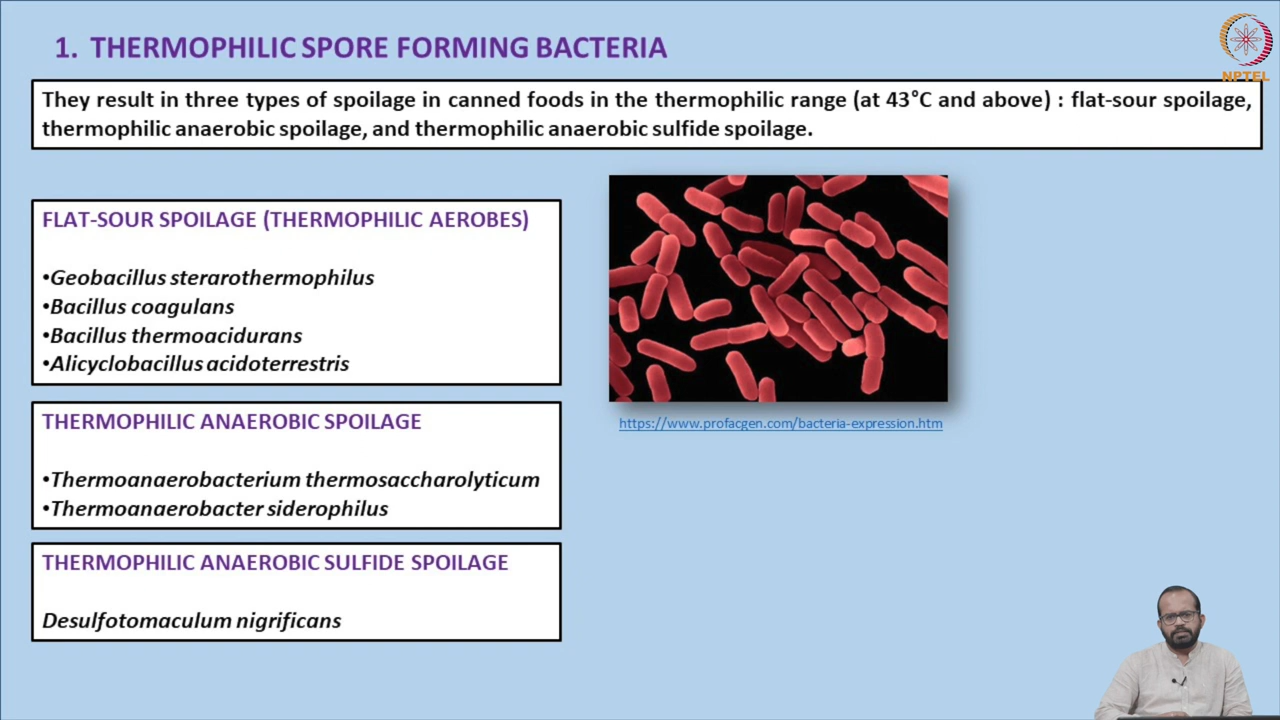 1. THERMOPHILIC SPORE FORMING BACTERIA
NPTEL
They result in three types of spoilage in canned foods in the thermophilic range (at 43°C and above) : flat-sour spoilage,
thermophilic anaerobic spoilage, and thermophilic anaerobic sulfide spoilage.
FLAT-SOUR SPOILAGE (THERMOPHILIC AEROBES)
•Geobacillus sterarothermophilus
•Bacillus coagulans
•Bacillus thermoacidurans
•Alicyclobacillus acidoterrestris
https://www.profacgen.com/bacteria-expression.htm
THERMOPHILIC ANAEROBIC SPOILAGE
•Thermoanaerobacterium thermosaccharolyticum
•Thermoanaerobacter siderophilus
THERMOPHILIC ANAEROBIC SULFIDE SPOILAGE
Desulfotomaculum nigrificans